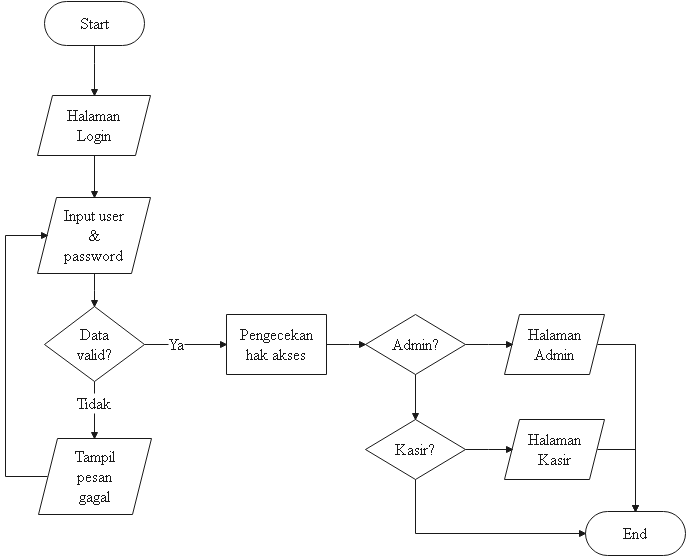 Start
Halaman
Login
Input user
&
password
Data
valid?
Ya
Pengecekan
hak akses
Admin?
Halaman
Admin
Tidak
Kasir?
Halaman
Kasir
Tampil
pesan
gagal
End